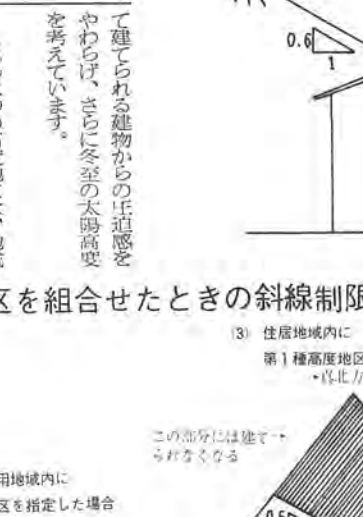 て建てられる建物からの圧迫感を
やわらげ、さらに冬至の太陽高度
を考えています。
0.6
1
区を組合せたときの斜線制限
(3) 住居地域内に
第1種高度地区
この部分には建て
られなくなる
用地域内に
区を指定した場合
0.6